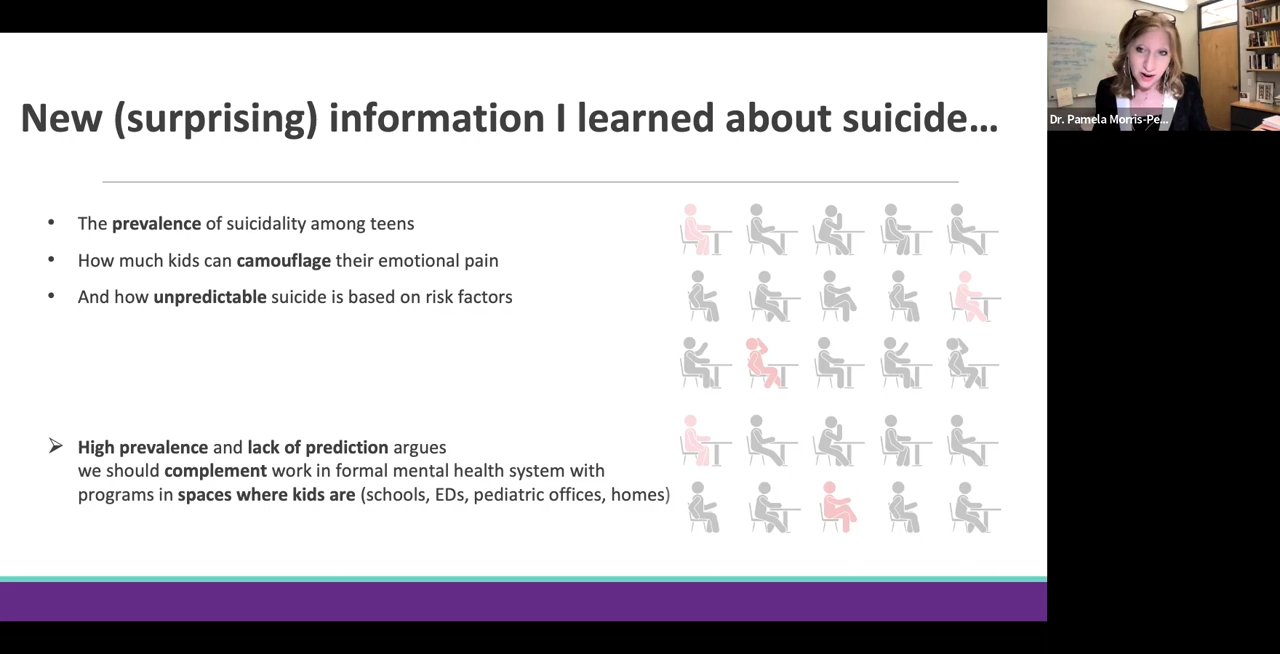 New (surprising) information I learned about suicide…
• The prevalence of suicidality among teens
• How much kids can camouflage their emotional pain
• And how unpredictable suicide is based on risk factors
➢ High prevalence and lack of prediction argues
we should complement work in formal mental health system with
programs in spaces where kids are (schools, EDs, pediatric offices, homes)
Dr. Pamela Morris-Pe...